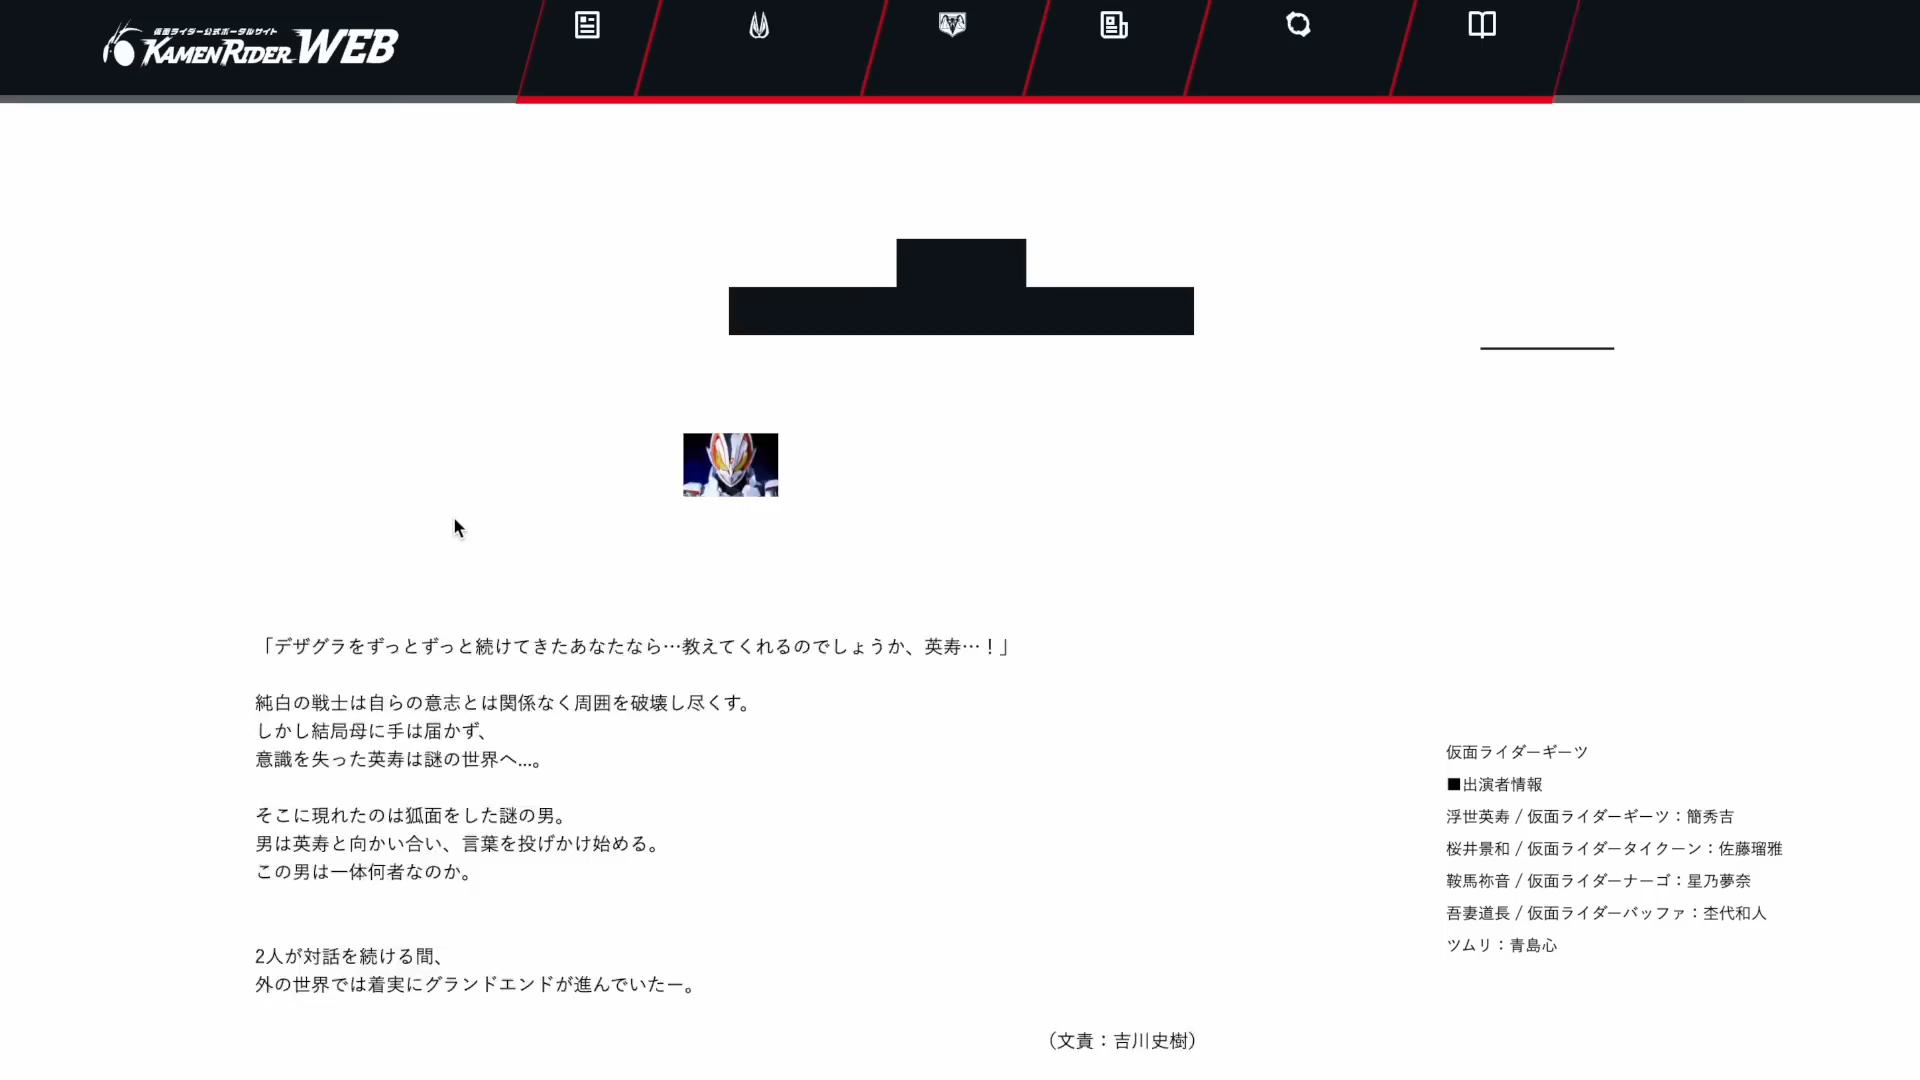 仮面ライダー公式ポータルサイト
KAMEN RIDER WEB
「デザグラをずっとずっと続けてきたあなたなら…教えてくれるのでしょうか、英寿…！」
純白の戦士は自らの意志とは関係なく周囲を破壊し尽くす。
しかし結局母に手は届かず、
意識を失った英寿は謎の世界へ...。
そこに現れたのは狐面をした謎の男。
男は英寿と向かい合い、言葉を投げかけ始める。
この男は一体何者なのか。
2人が対話を続ける間、
外の世界では着実にグランドエンドが進んでいたー。
（文責：吉川史樹）
仮面ライダーギーツ
■出演者情報
浮世英寿 / 仮面ライダーギーツ：簡秀吉
桜井景和 / 仮面ライダータイクーン：佐藤瑠雅
鞍馬祢音 / 仮面ライダーナーゴ：星乃夢奈
吾妻道長 / 仮面ライダーバッファ：杢代和人
ツムリ：青島心